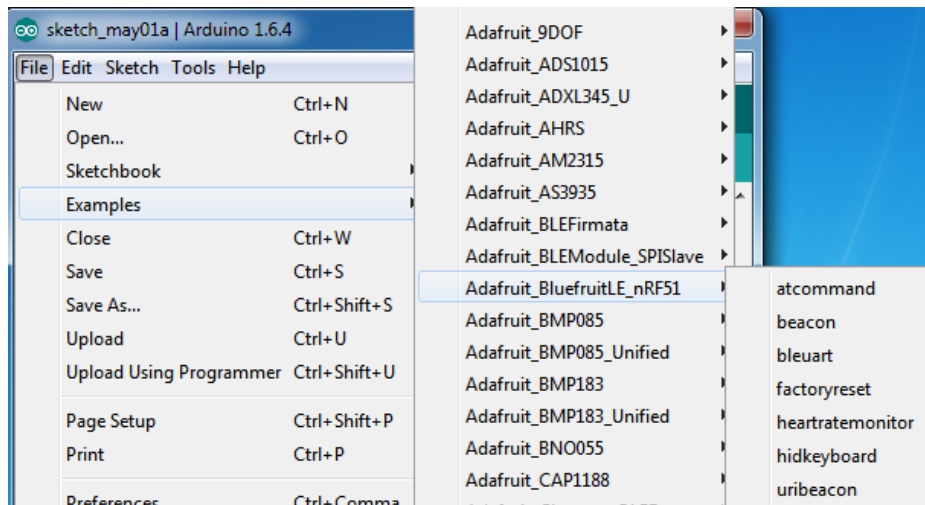 sketch_may01a | Arduino 1.6.4
File Edit Sketch Tools Help
New Ctrl+N
Open... Ctrl+O
Sketchbook
Examples
Close Ctrl+W
Save Ctrl+S
Save As... Ctrl+Shift+S
Upload Ctrl+U
Upload Using Programmer Ctrl+Shift+U
Page Setup Ctrl+Shift+P
Print Ctrl+P
Preferences Ctrl+Comma
Adafruit_9DOF
Adafruit_ADS1015
Adafruit_ADXL345_U
Adafruit_AHRS
Adafruit_AM2315
Adafruit_AS3935
Adafruit_BLEFirmata
Adafruit_BLEModule_SPISlave
Adafruit_BluefruitLE_nRF51
Adafruit_BMP085
Adafruit_BMP085_Unified
Adafruit_BMP183
Adafruit_BMP183_Unified
Adafruit_BNO055
Adafruit_CAP1188
atcommand
beacon
bleuart
factoryreset
heartratemonitor
hidkeyboard
uribeacon